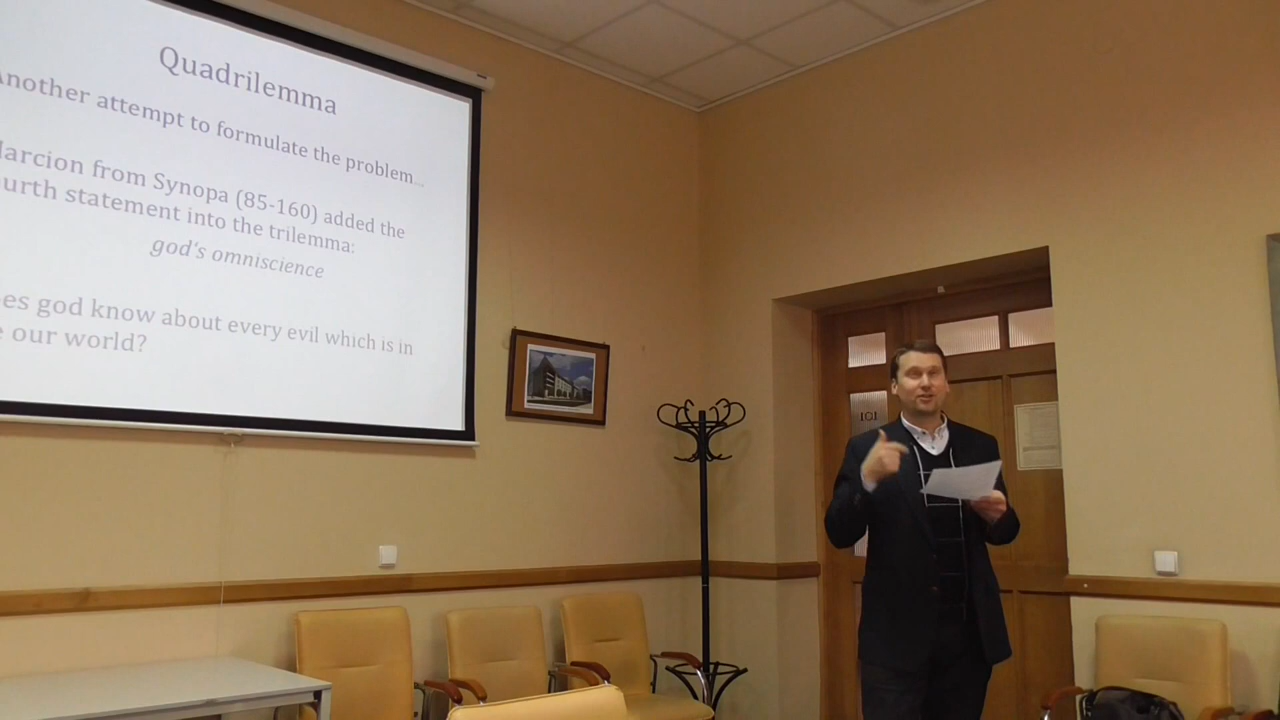 Quadrilemma
Another attempt to formulate the problem...
Marcion from Synopa (85-160) added the
fourth statement into the trilemma:
god's omniscience
es god know about every evil which is in
e our world?
101